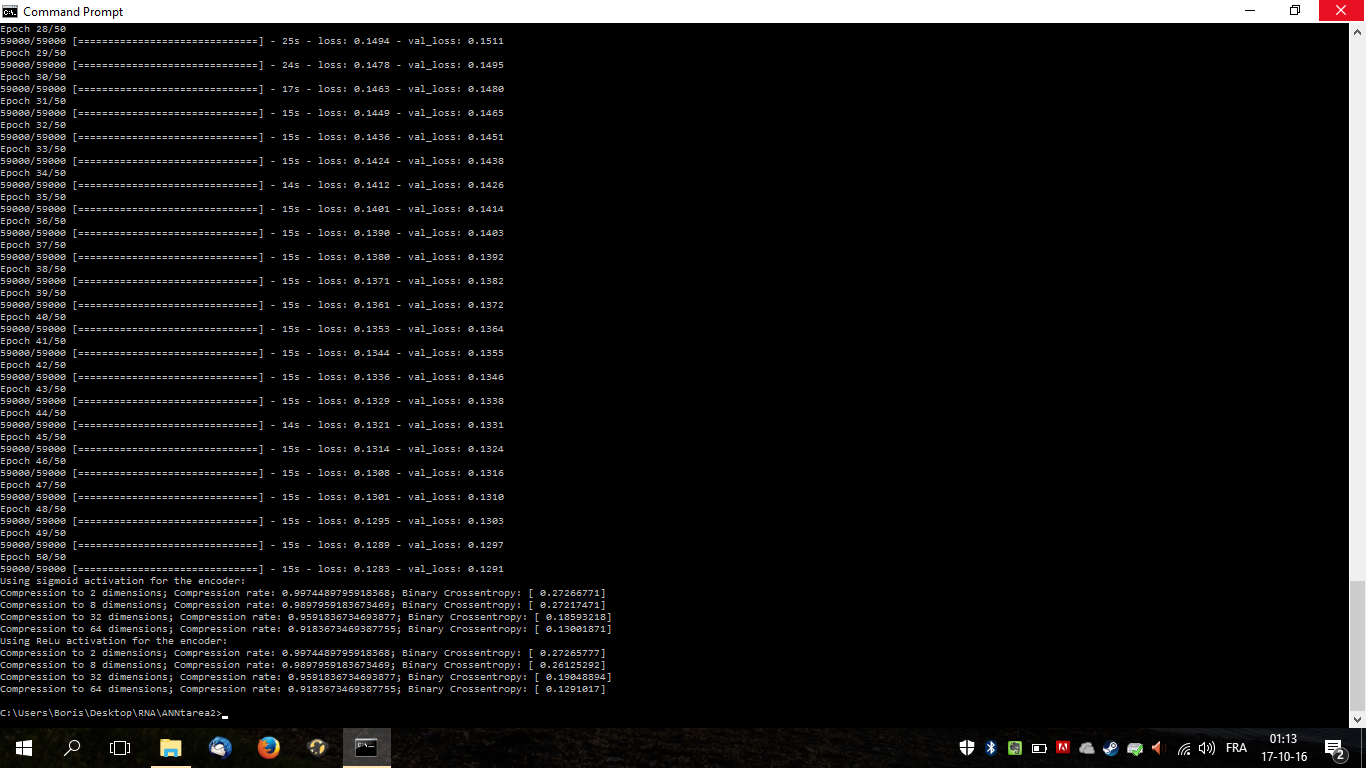 Command Prompt
Epoch 28/50
59000/59000 [==============================] - 25s - loss: 0.1494 - val_loss: 0.1511
Epoch 29/50
59000/59000 [==============================] - 24s - loss: 0.1478 - val_loss: 0.1495
Epoch 30/50
59000/59000 [==============================] - 17s - loss: 0.1463 - val_loss: 0.1480
Epoch 31/50
59000/59000 [==============================] - 15s - loss: 0.1449 - val_loss: 0.1465
Epoch 32/50
59000/59000 [==============================] - 15s - loss: 0.1436 - val_loss: 0.1451
Epoch 33/50
59000/59000 [==============================] - 15s - loss: 0.1424 - val_loss: 0.1438
Epoch 34/50
59000/59000 [==============================] - 14s - loss: 0.1412 - val_loss: 0.1426
Epoch 35/50
59000/59000 [==============================] - 15s - loss: 0.1401 - val_loss: 0.1414
Epoch 36/50
59000/59000 [==============================] - 15s - loss: 0.1390 - val_loss: 0.1403
Epoch 37/50
59000/59000 [==============================] - 15s - loss: 0.1380 - val_loss: 0.1392
Epoch 38/50
59000/59000 [==============================] - 15s - loss: 0.1371 - val_loss: 0.1382
Epoch 39/50
59000/59000 [==============================] - 15s - loss: 0.1361 - val_loss: 0.1372
Epoch 40/50
59000/59000 [==============================] - 15s - loss: 0.1353 - val_loss: 0.1364
Epoch 41/50
59000/59000 [==============================] - 15s - loss: 0.1344 - val_loss: 0.1355
Epoch 42/50
59000/59000 [==============================] - 15s - loss: 0.1336 - val_loss: 0.1346
Epoch 43/50
59000/59000 [==============================] - 15s - loss: 0.1329 - val_loss: 0.1338
Epoch 44/50
59000/59000 [==============================] - 14s - loss: 0.1321 - val_loss: 0.1331
Epoch 45/50
59000/59000 [==============================] - 15s - loss: 0.1314 - val_loss: 0.1324
Epoch 46/50
59000/59000 [==============================] - 15s - loss: 0.1308 - val_loss: 0.1316
Epoch 47/50
59000/59000 [==============================] - 15s - loss: 0.1301 - val_loss: 0.1310
Epoch 48/50
59000/59000 [==============================] - 15s - loss: 0.1295 - val_loss: 0.1303
Epoch 49/50
59000/59000 [==============================] - 15s - loss: 0.1289 - val_loss: 0.1297
Epoch 50/50
59000/59000 [==============================] - 15s - loss: 0.1283 - val_loss: 0.1291
Using sigmoid activation for the encoder:
Compression to 2 dimensions; Compression rate: 0.9974489795918368; Binary Crossentropy: [ 0.27266771]
Compression to 8 dimensions; Compression rate: 0.9897959183673469; Binary Crossentropy: [ 0.27217471]
Compression to 32 dimensions; Compression rate: 0.9591836734693877; Binary Crossentropy: [ 0.18593218]
Compression to 64 dimensions; Compression rate: 0.9183673469387755; Binary Crossentropy: [ 0.13001871]
Using ReLu activation for the encoder:
Compression to 2 dimensions; Compression rate: 0.9974489795918368; Binary Crossentropy: [ 0.27265777]
Compression to 8 dimensions; Compression rate: 0.9897959183673469; Binary Crossentropy: [ 0.26125292]
Compression to 32 dimensions; Compression rate: 0.9591836734693877; Binary Crossentropy: [ 0.19048894]
Compression to 64 dimensions; Compression rate: 0.9183673469387755; Binary Crossentropy: [ 0.1291017]
C:\Users\Boris\Desktop\RNA\ANNtarea2>
FRA
01:13
17-10-16
2